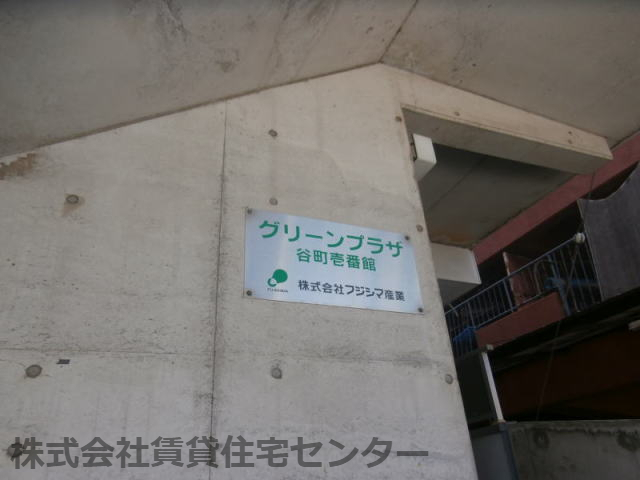 グリーンプラザ
谷町壱番館
株式会社フジシマ産業
株式会社賃貸住宅センター